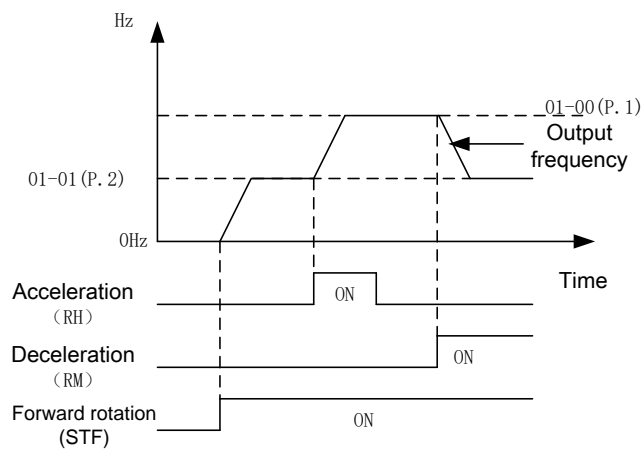 Hz
01-00(P.1)
Output
frequency
01-01(P.2)
0Hz
Time
Acceleration
(RH)
ON
Deceleration
(RM)
ON
Forward rotation
(STF)
ON